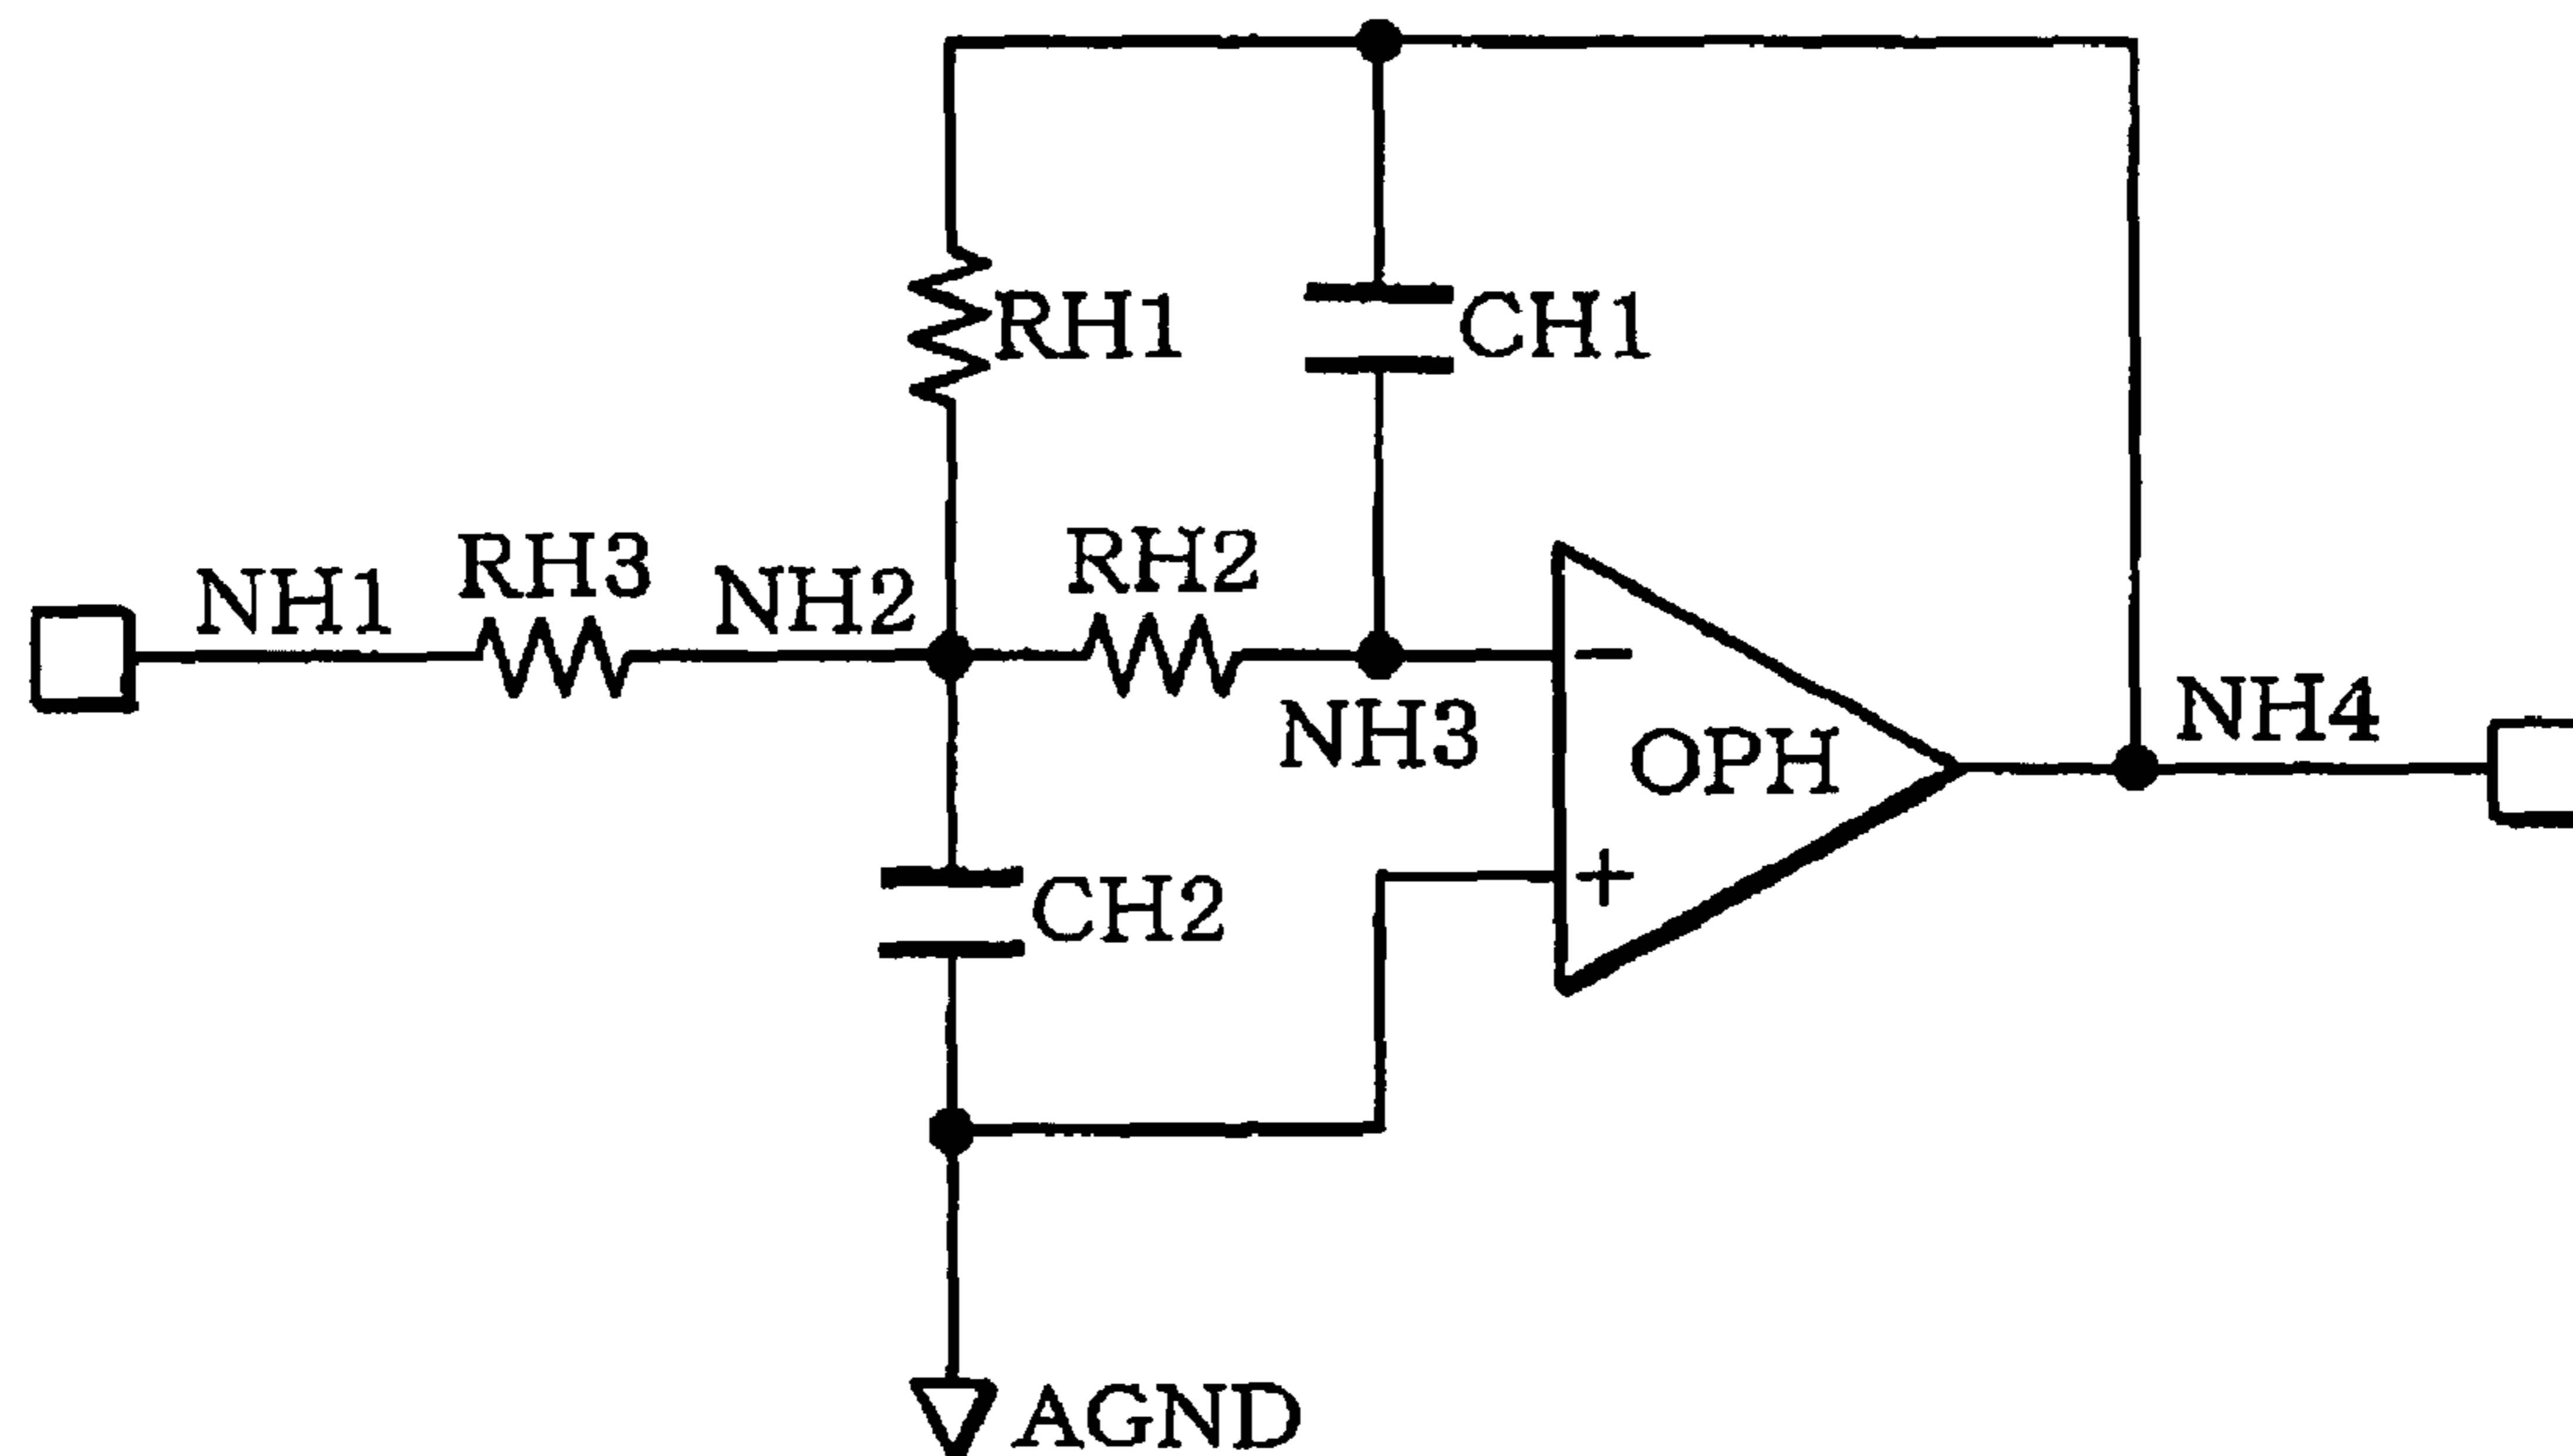 RH1
CH1
NH1
RH3
NH2
RH2
NH3
−
OPH
+
NH4
CH2
AGND